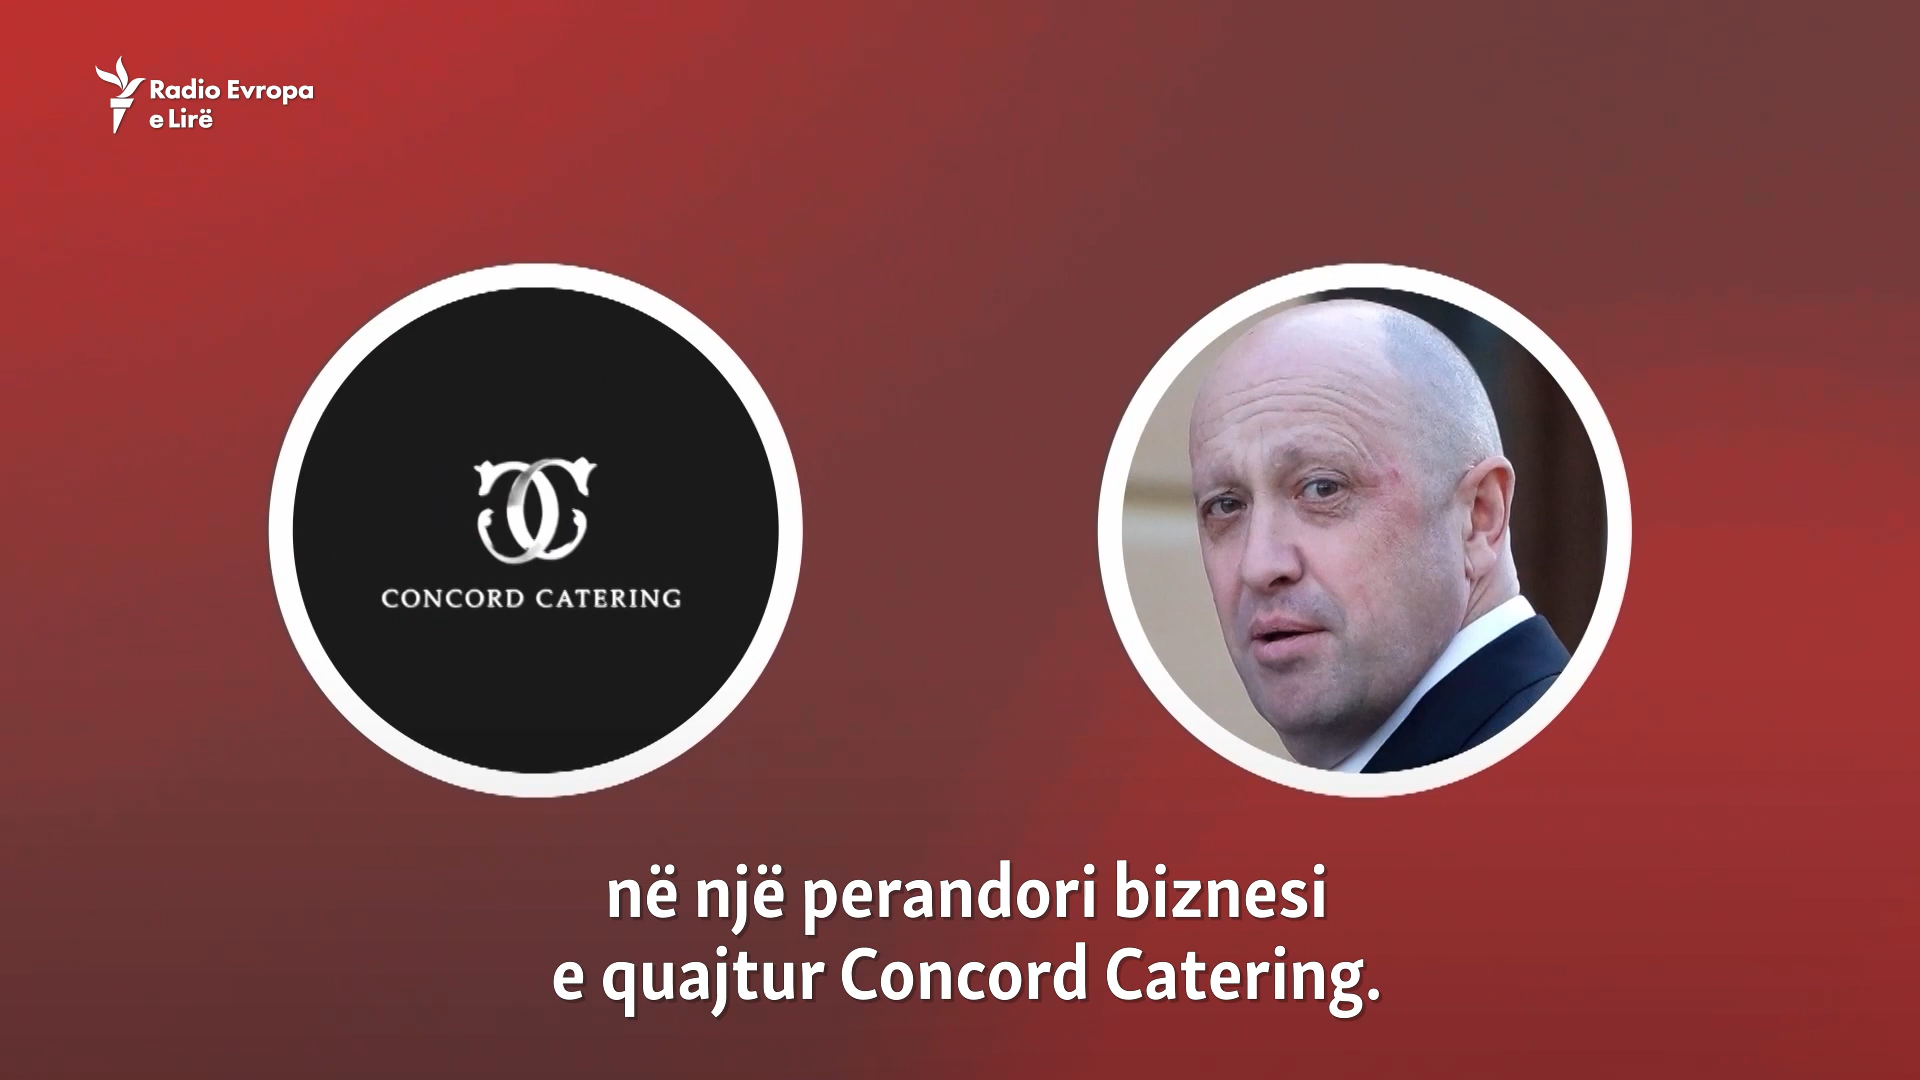 Radio Evropa
e Lirë
CONCORD CATERING
në një perandori biznesi
e quajtur Concord Catering.